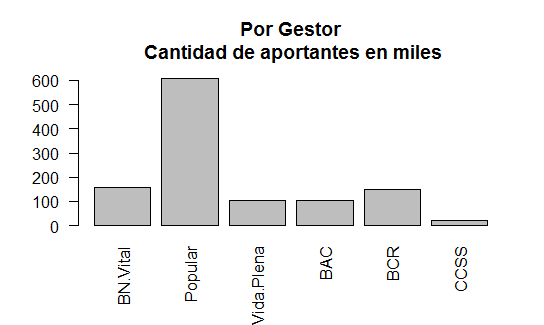 Por Gestor
Cantidad de aportantes en miles
600
500
400
300
200
100
0
BN.Vital
Popular
Vida.Plena
BAC
BCR
CCSS